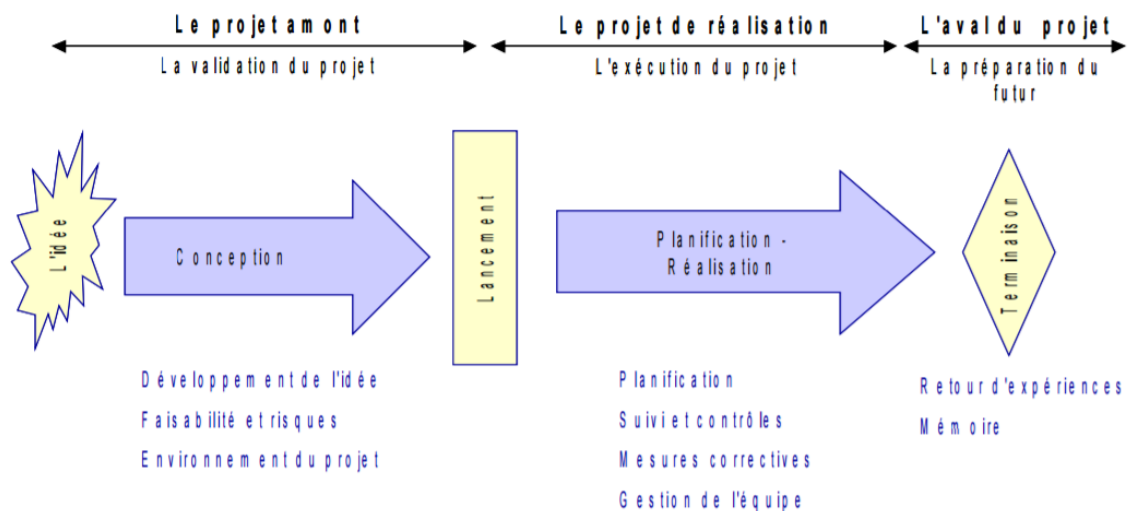 Le projet amont
Le projet de réalisation
L'aval du projet
La validation du projet
L'exécution du projet
La préparation du
futur
L'idée
Conception
Lancement
Planification -
Réalisation
Terminaison
Développement de l'idée
Faisabilité et risques
Environnement du projet
Planification
Suivi et contrôles
Mesures correctives
Gestion de l'équipe
Retour d'expériences
Mémoire